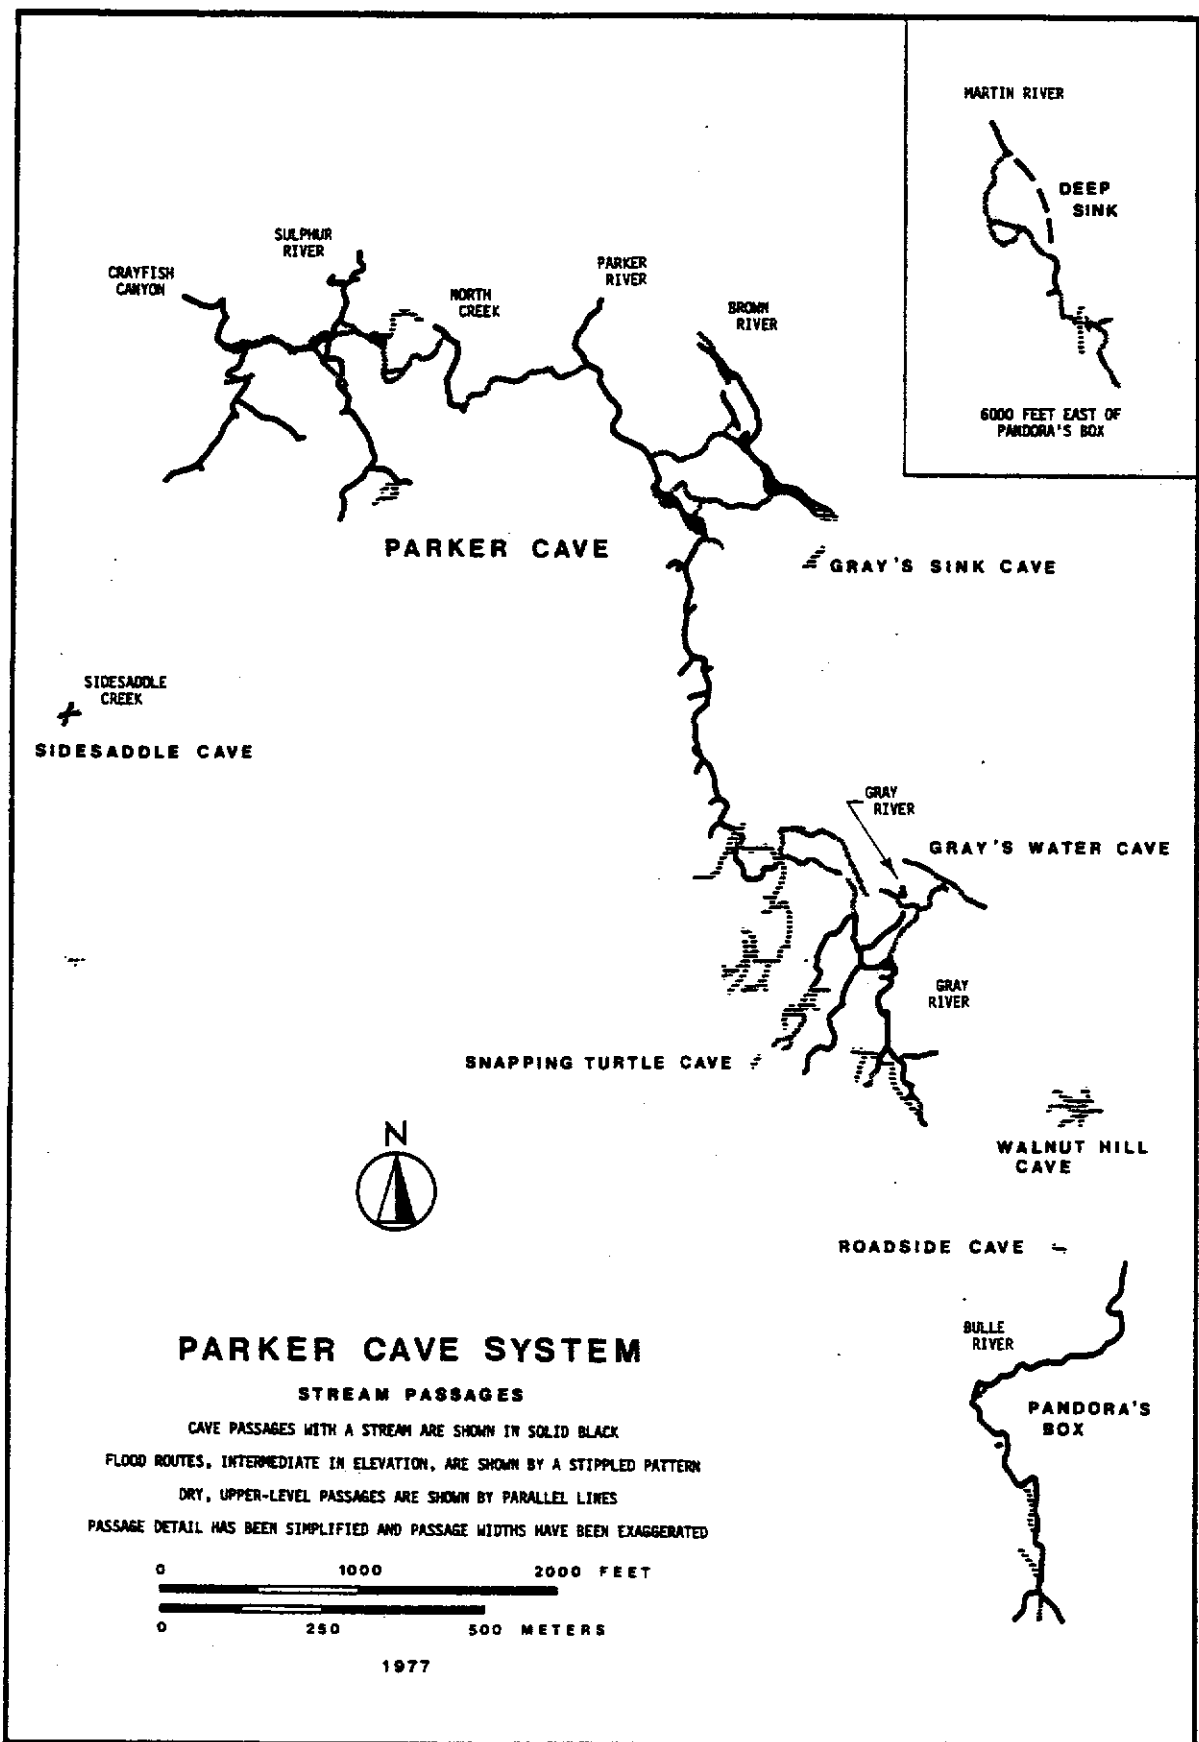 MARTIN RIVER
DEEP
SINK
6000 FEET EAST OF
PANDORA'S BOX
SULPHUR
RIVER
CRAYFISH
CANYON
NORTH
CREEK
PARKER
RIVER
BROWN
RIVER
PARKER CAVE
GRAY'S SINK CAVE
SIDESADDLE
CREEK
SIDESADDLE CAVE
GRAY
RIVER
GRAY'S WATER CAVE
GRAY
RIVER
SNAPPING TURTLE CAVE
WALNUT HILL
CAVE
N
ROADSIDE CAVE
BULLE
RIVER
PANDORA'S
BOX
PARKER CAVE SYSTEM
STREAM PASSAGES
CAVE PASSAGES WITH A STREAM ARE SHOWN IN SOLID BLACK
FLOOD ROUTES, INTERMEDIATE IN ELEVATION, ARE SHOWN BY A STIPPLED PATTERN
DRY, UPPER-LEVEL PASSAGES ARE SHOWN BY PARALLEL LINES
PASSAGE DETAIL HAS BEEN SIMPLIFIED AND PASSAGE WIDTHS HAVE BEEN EXAGGERATED
0 1000 2000 FEET
0 250 500 METERS
1977